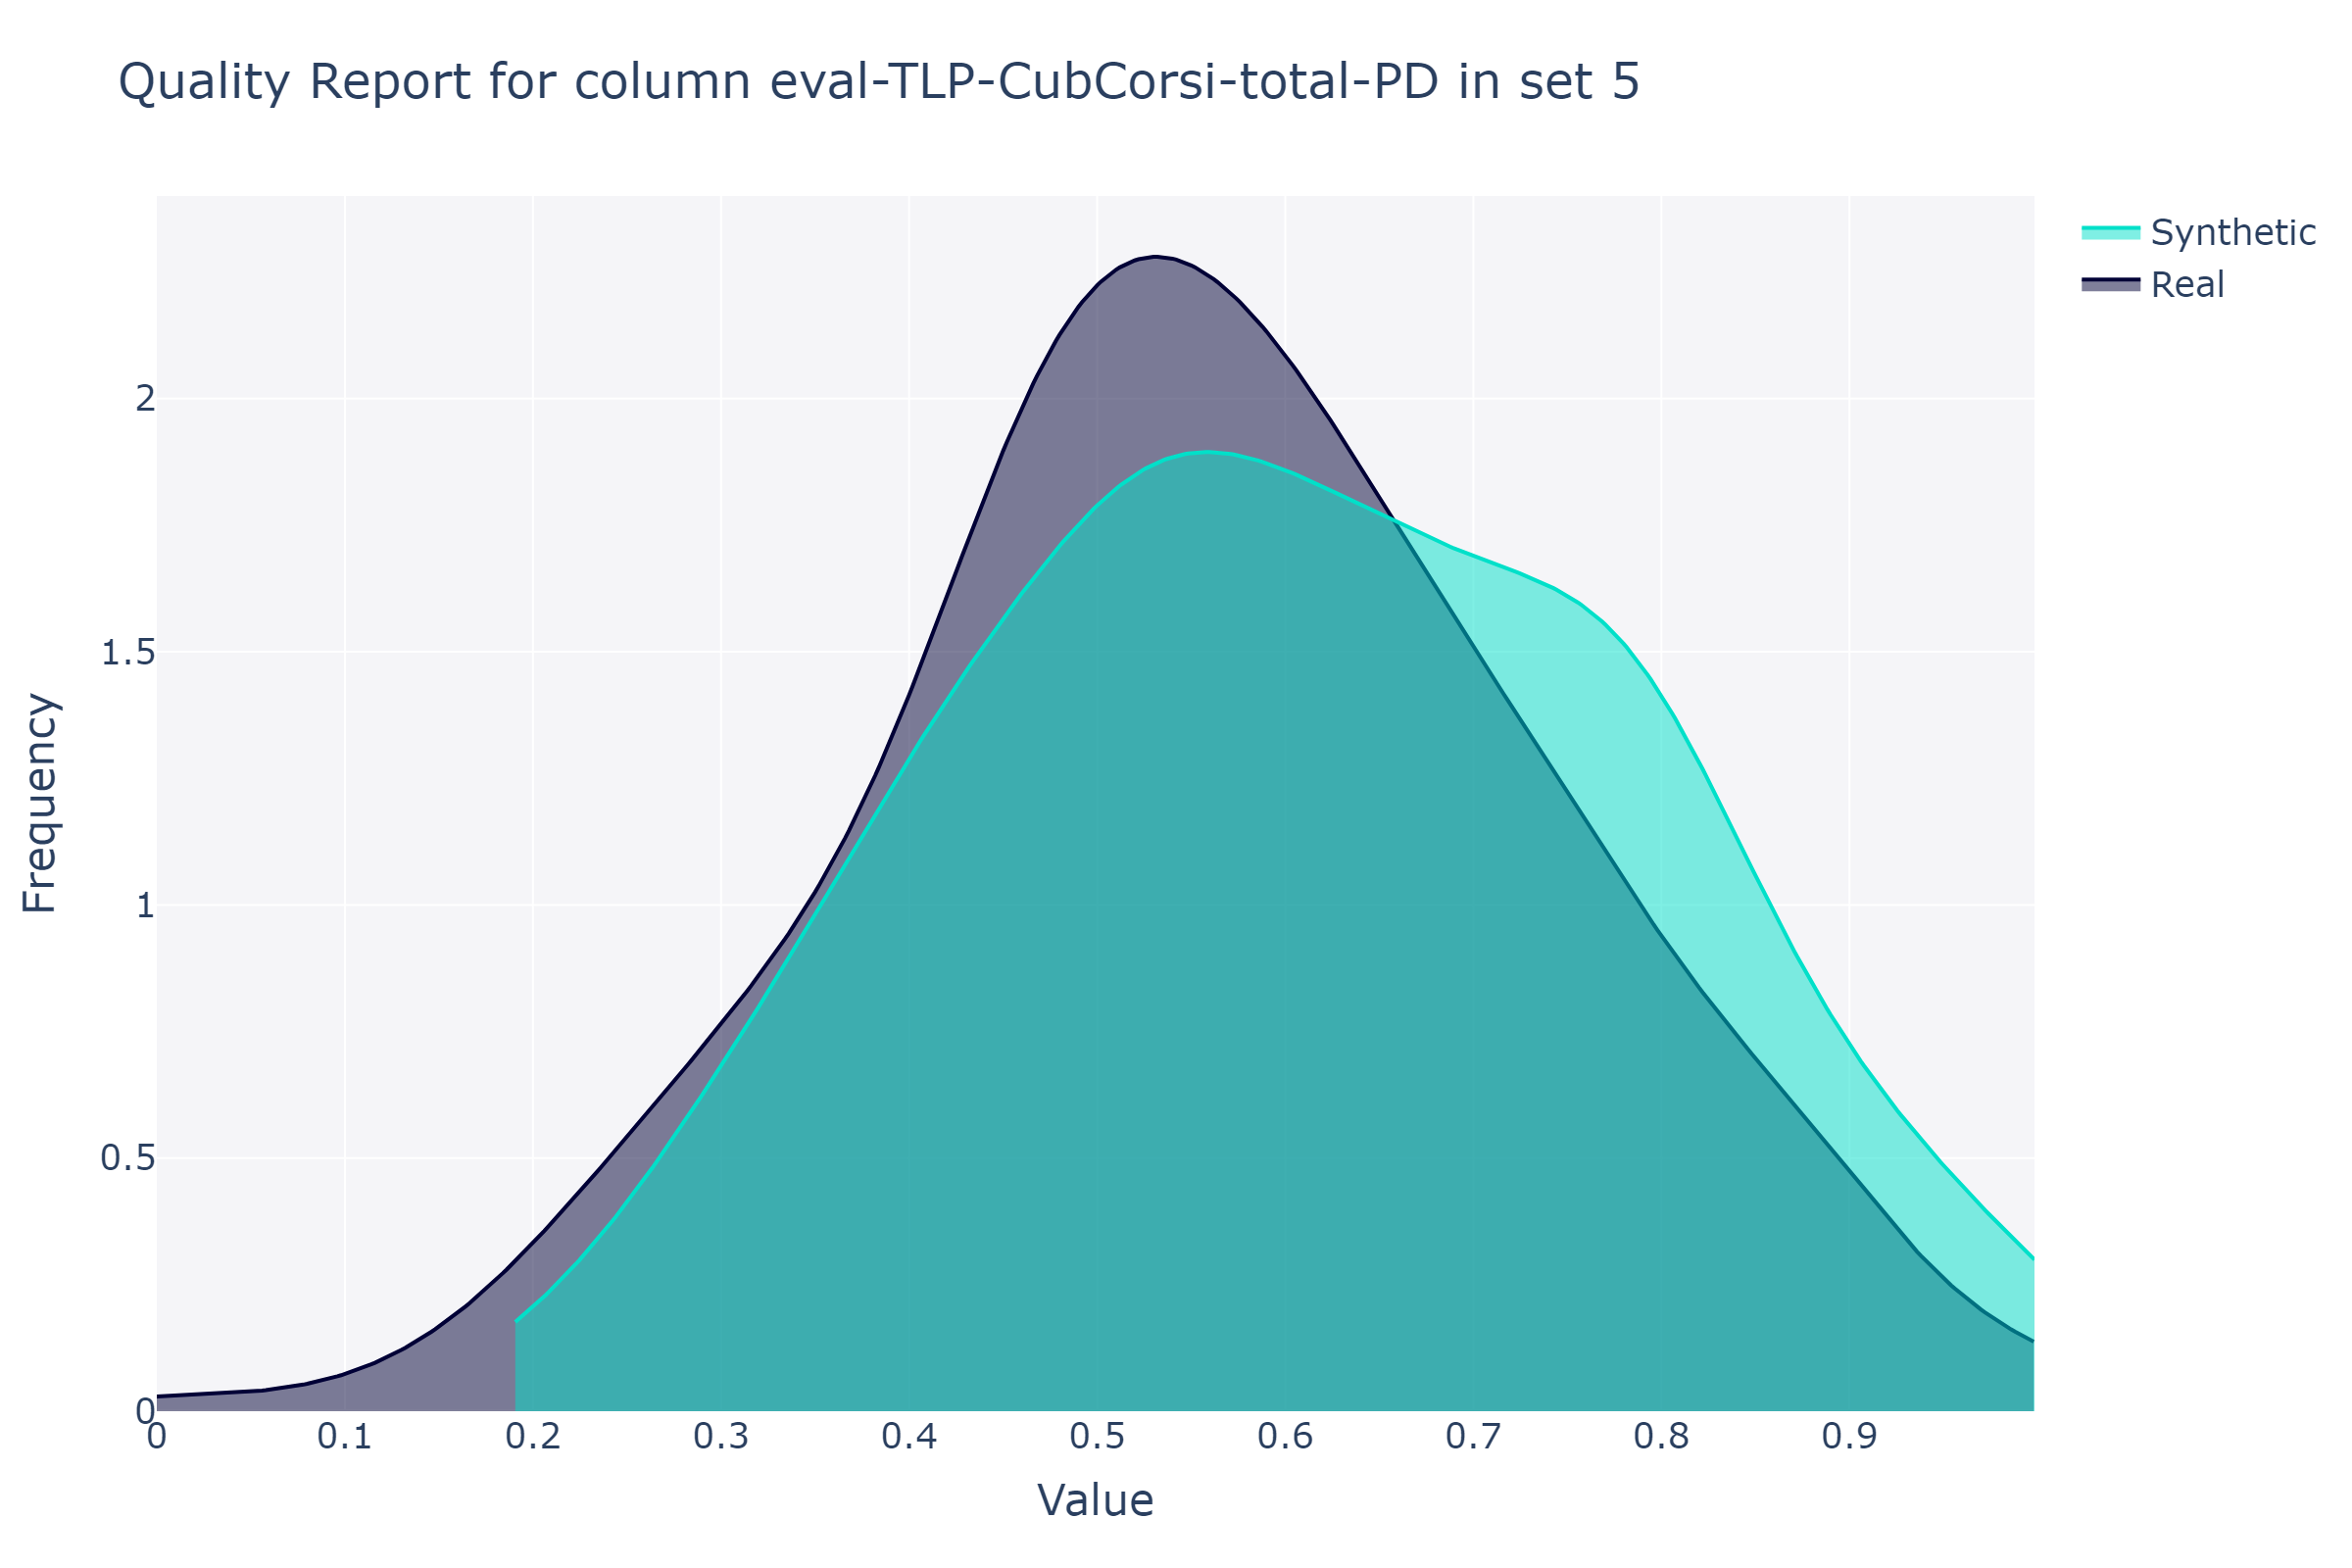 Quality Report for column eval-TLP-CubCorsi-total-PD in set 5
Synthetic
Real
Frequency
2
1.5
1
0.5
0
0 0.1 0.2 0.3 0.4 0.5 0.6 0.7 0.8 0.9
Value